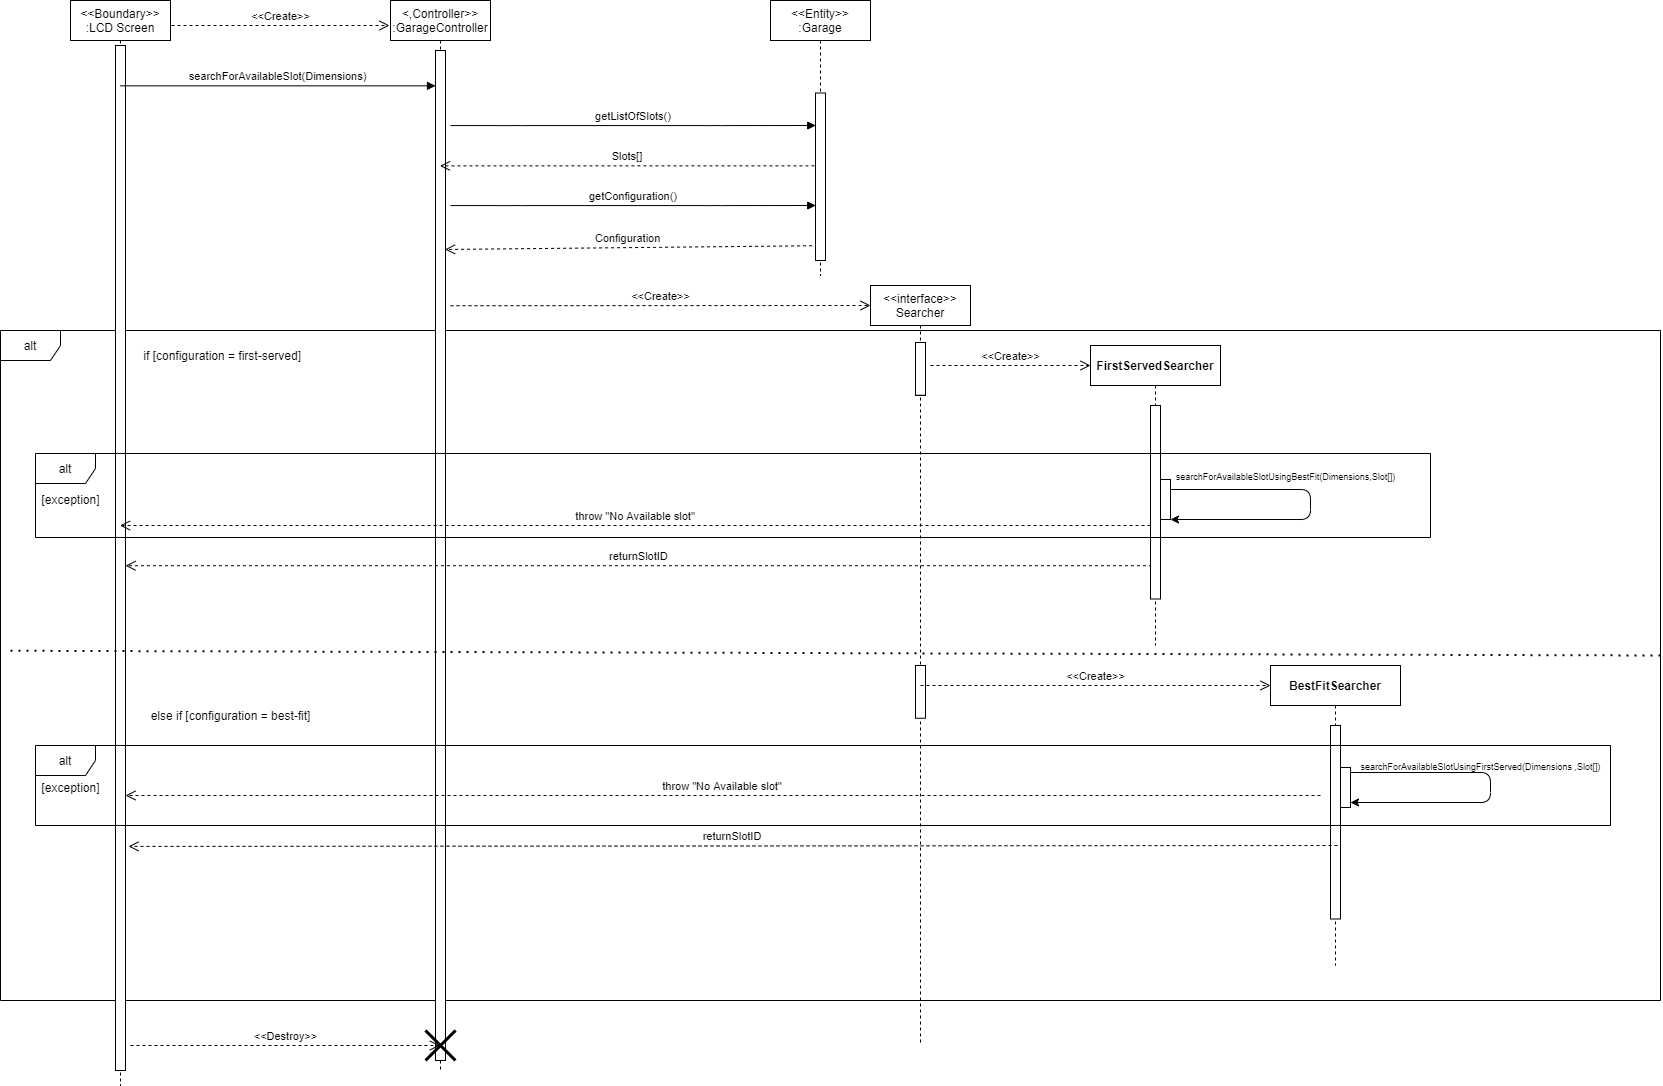 <<Boundary>>
:LCD Screen
<<Create>>
<,Controller>>
:GarageController
<<Entity>>
:Garage
searchForAvailableSlot(Dimensions)
getListOfSlots()
Slots[]
getConfiguration()
Configuration
<<Create>>
<<interface>>
Searcher
alt
if [configuration = first-served]
<<Create>>
FirstServedSearcher
alt
[exception]
searchForAvailableSlotUsingBestFit(Dimensions,Slot[])
throw "No Available slot"
returnSlotID
<<Create>>
BestFitSearcher
else if [configuration = best-fit]
alt
[exception]
searchForAvailableSlotUsingFirstServed(Dimensions ,Slot[])
throw "No Available slot"
returnSlotID
<<Destroy>>